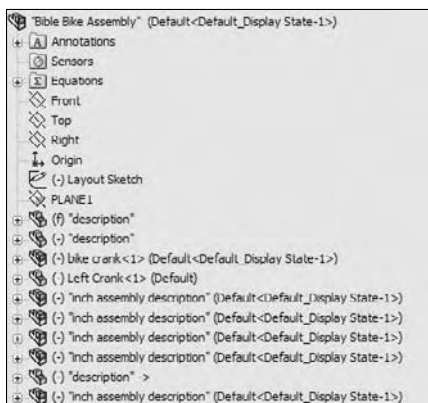 "Bible Bike Assembly" (Default<Default_Display State-1>)
A Annotations
Sensors
Σ Equations
Front
Top
Right
Origin
(-) Layout Sketch
PLANE1
(f) "description"
(-) "description"
(-) bike crank<1> (Default<Default_Display State-1>)
(-) Left Crank<1> (Default)
(-) "inch assembly description" (Default<Default_Display State-1>)
(-) "inch assembly description" (Default<Default_Display State-1>)
(-) "inch assembly description" (Default<Default_Display State-1>)
(-) "inch assembly description" (Default<Default_Display State-1>)
(-) "description" ->
(-) "inch assembly description" (Default<Default_Display State-1>)